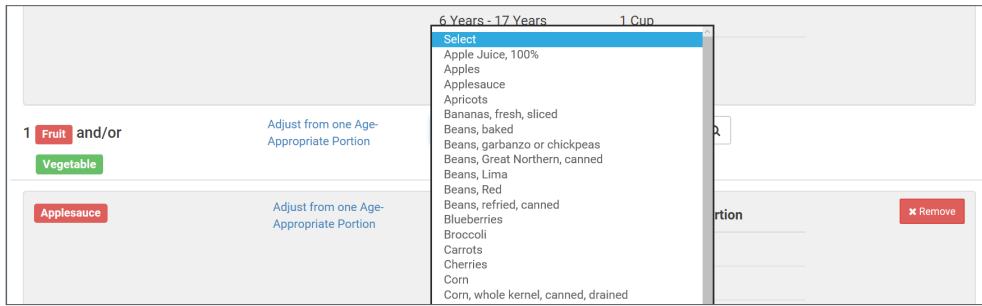 6 Years - 17 Years 1 Cup
Select
Apple Juice, 100%
Apples
Applesauce
Apricots
Bananas, fresh, sliced
Beans, baked
Beans, garbanzo or chickpeas
Beans, Great Northern, canned
Beans, Lima
Beans, Red
Beans, refried, canned
Blueberries
Broccoli
Carrots
Cherries
Corn
Corn, whole kernel, canned, drained
1 Fruit and/or
Vegetable
Adjust from one Age-
Appropriate Portion
Applesauce
Adjust from one Age-
Appropriate Portion
rtion
× Remove